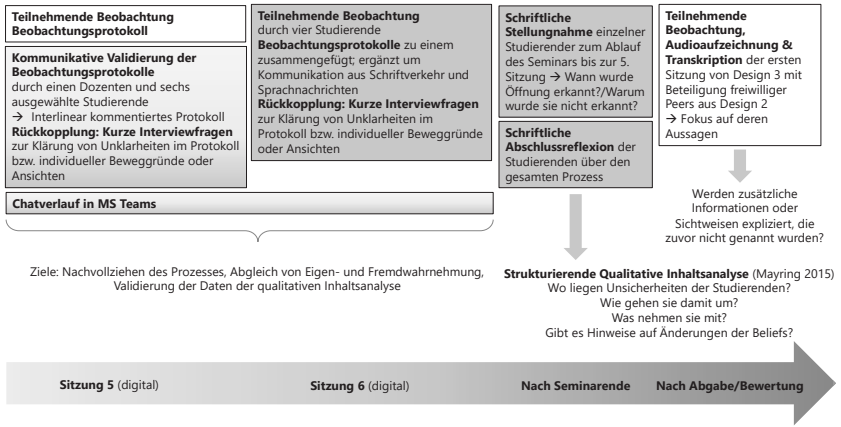 Teilnehmende Beobachtung
Beobachtungsprotokoll
Kommunikative Validierung der
Beobachtungsprotokolle
durch einen Dozenten und sechs
ausgewählte Studierende
→ Interlinear kommentiertes Protokoll
Rückkopplung: Kurze Interviewfragen
zur Klärung von Unklarheiten im Protokoll
bzw. individueller Beweggründe oder
Ansichten
Teilnehmende Beobachtung
durch vier Studierende
Beobachtungsprotokolle zu einem
zusammengefügt; ergänzt um
Kommunikation aus Schriftverkehr und
Sprachnachrichten
Rückkopplung: Kurze Interviewfragen
zur Klärung von Unklarheiten im
Protokoll bzw. individueller Beweggründe
oder Ansichten
Chatverlauf in MS Teams
Ziele: Nachvollziehen des Prozesses, Abgleich von Eigen- und Fremdwahrnehmung,
Validierung der Daten der qualitativen Inhaltsanalyse
Schriftliche
Stellungnahme einzelner
Studierender zum Ablauf
des Seminars bis zur 5.
Sitzung → Wann wurde
Öffnung erkannt?/Warum
wurde sie nicht erkannt?
Schriftliche
Abschlussreflexion der
Studierenden über den
gesamten Prozess
Teilnehmende
Beobachtung,
Audioaufzeichnung &
Transkription der ersten
Sitzung von Design 3 mit
Beteiligung freiwilliger
Peers aus Design 2
→ Fokus auf deren
Aussagen
Werden zusätzliche
Informationen oder
Sichtweisen expliziert, die
zuvor nicht genannt wurden?
Strukturierende Qualitative Inhaltsanalyse (Mayring 2015)
Wo liegen Unsicherheiten der Studierenden?
Wie gehen sie damit um?
Was nehmen sie mit?
Gibt es Hinweise auf Änderungen der Beliefs?
Sitzung 5 (digital)
Sitzung 6 (digital)
Nach Seminarende
Nach Abgabe/Bewertung